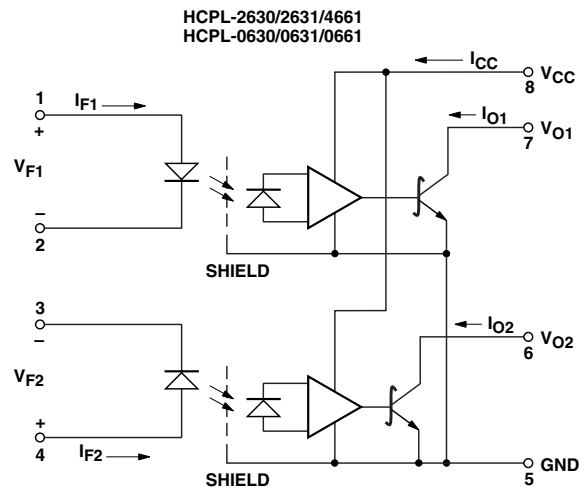 HCPL-2630/2631/4661
HCPL-0630/0631/0661
ICC
8 VCC
1 IF1
+
IO1
7 VO1
VF1
–
2
SHIELD
3
–
IO2
6 VO2
VF2
+
4 IF2
SHIELD
GND
5